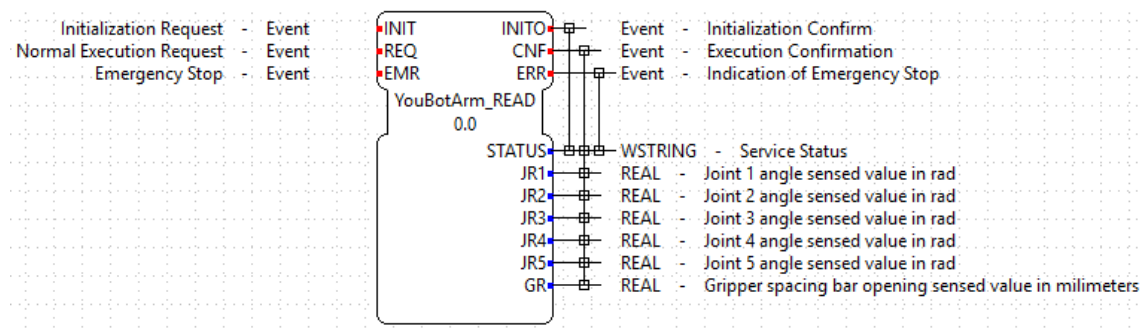 Initialization Request - Event INIT INITO Event - Initialization Confirm
Normal Execution Request - Event REQ CNF Event - Execution Confirmation
Emergency Stop - Event EMR ERR Event - Indication of Emergency Stop
YouBotArm_READ
0.0
STATUS WSTRING - Service Status
JR1 REAL - Joint 1 angle sensed value in rad
JR2 REAL - Joint 2 angle sensed value in rad
JR3 REAL - Joint 3 angle sensed value in rad
JR4 REAL - Joint 4 angle sensed value in rad
JR5 REAL - Joint 5 angle sensed value in rad
GR REAL - Gripper spacing bar opening sensed value in milimeters